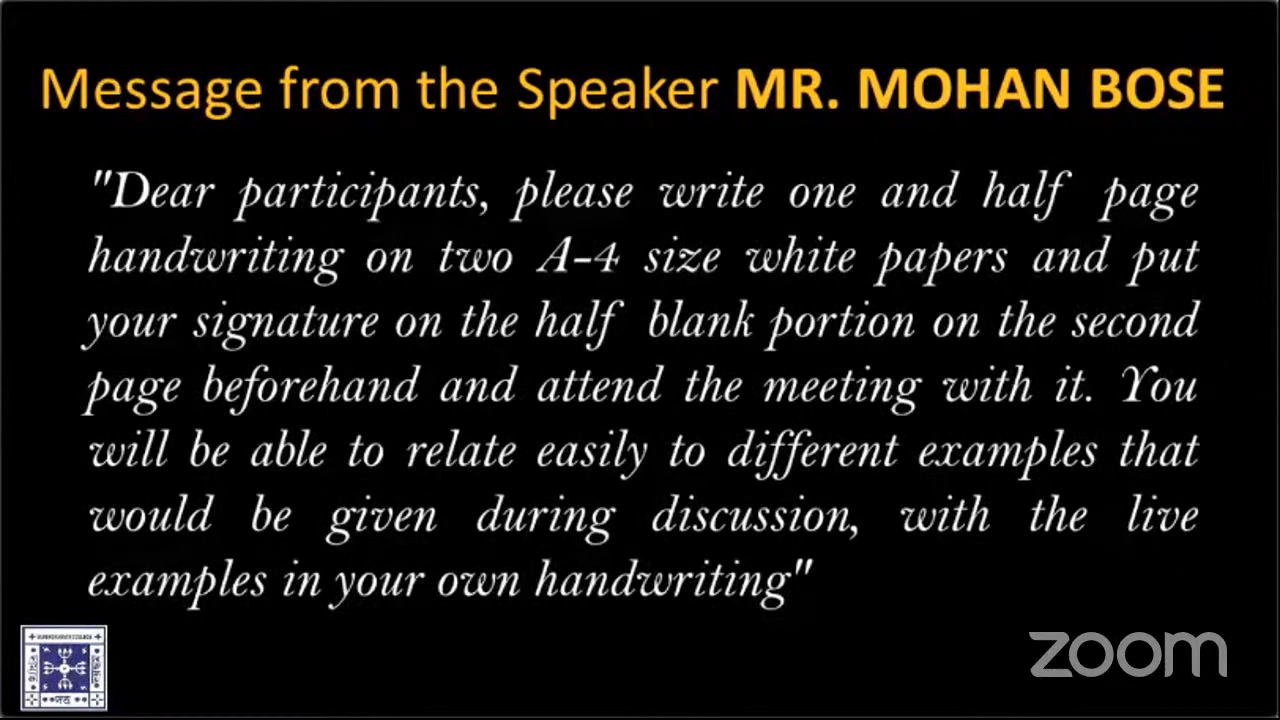 Message from the Speaker MR. MOHAN BOSE
"Dear participants, please write one and half page
handwriting on two A-4 size white papers and put
your signature on the half blank portion on the second
page beforehand and attend the meeting with it. You
will be able to relate easily to different examples that
would be given during discussion, with the live
examples in your own handwriting"
zoom